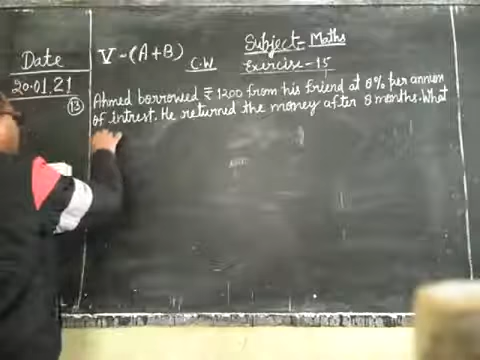 Date
20.01.21
V-(A+B)
C.W
Subject= Maths
Exercise-15
(13) Ahmed borrowed ₹ 1200 from his friend at 8% per annum
of intrest. He returned the money after 8 months. What